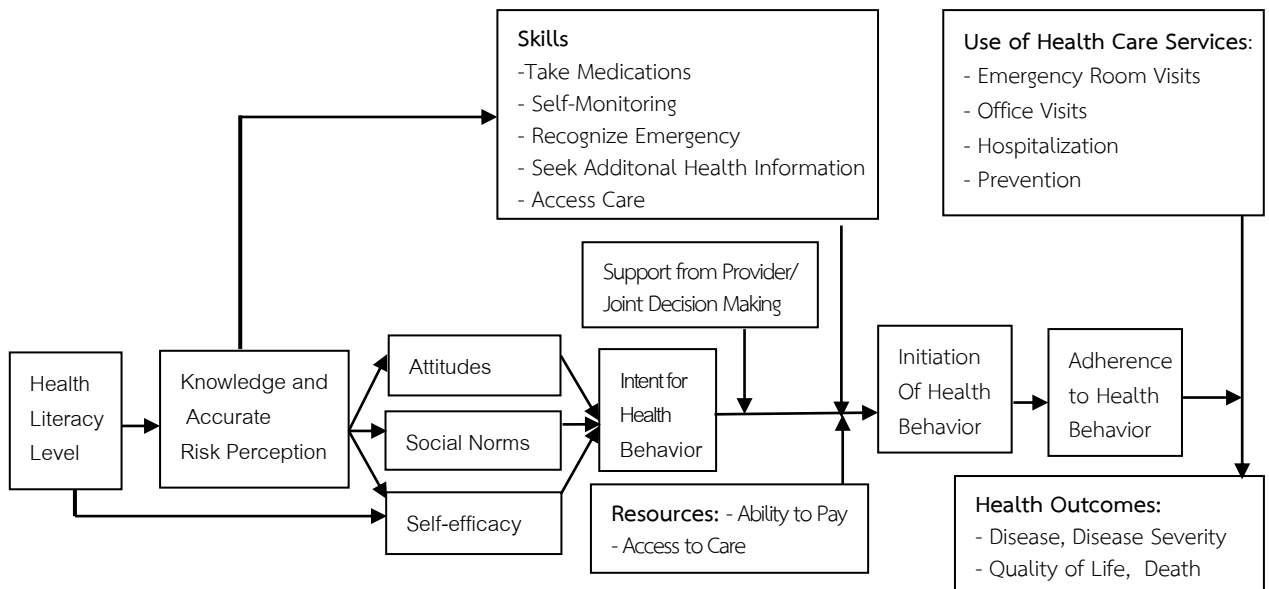 Skills
-Take Medications
- Self-Monitoring
- Recognize Emergency
- Seek Additonal Health Information
- Access Care
Use of Health Care Services:
- Emergency Room Visits
- Office Visits
- Hospitalization
- Prevention
Support from Provider/
Joint Decision Making
Health
Literacy
Level
Knowledge and
Accurate
Risk Perception
Attitudes
Social Norms
Self-efficacy
Intent for
Health
Behavior
Initiation
Of Health
Behavior
Adherence
to Health
Behavior
Resources: - Ability to Pay
- Access to Care
Health Outcomes:
- Disease, Disease Severity
- Quality of Life, Death